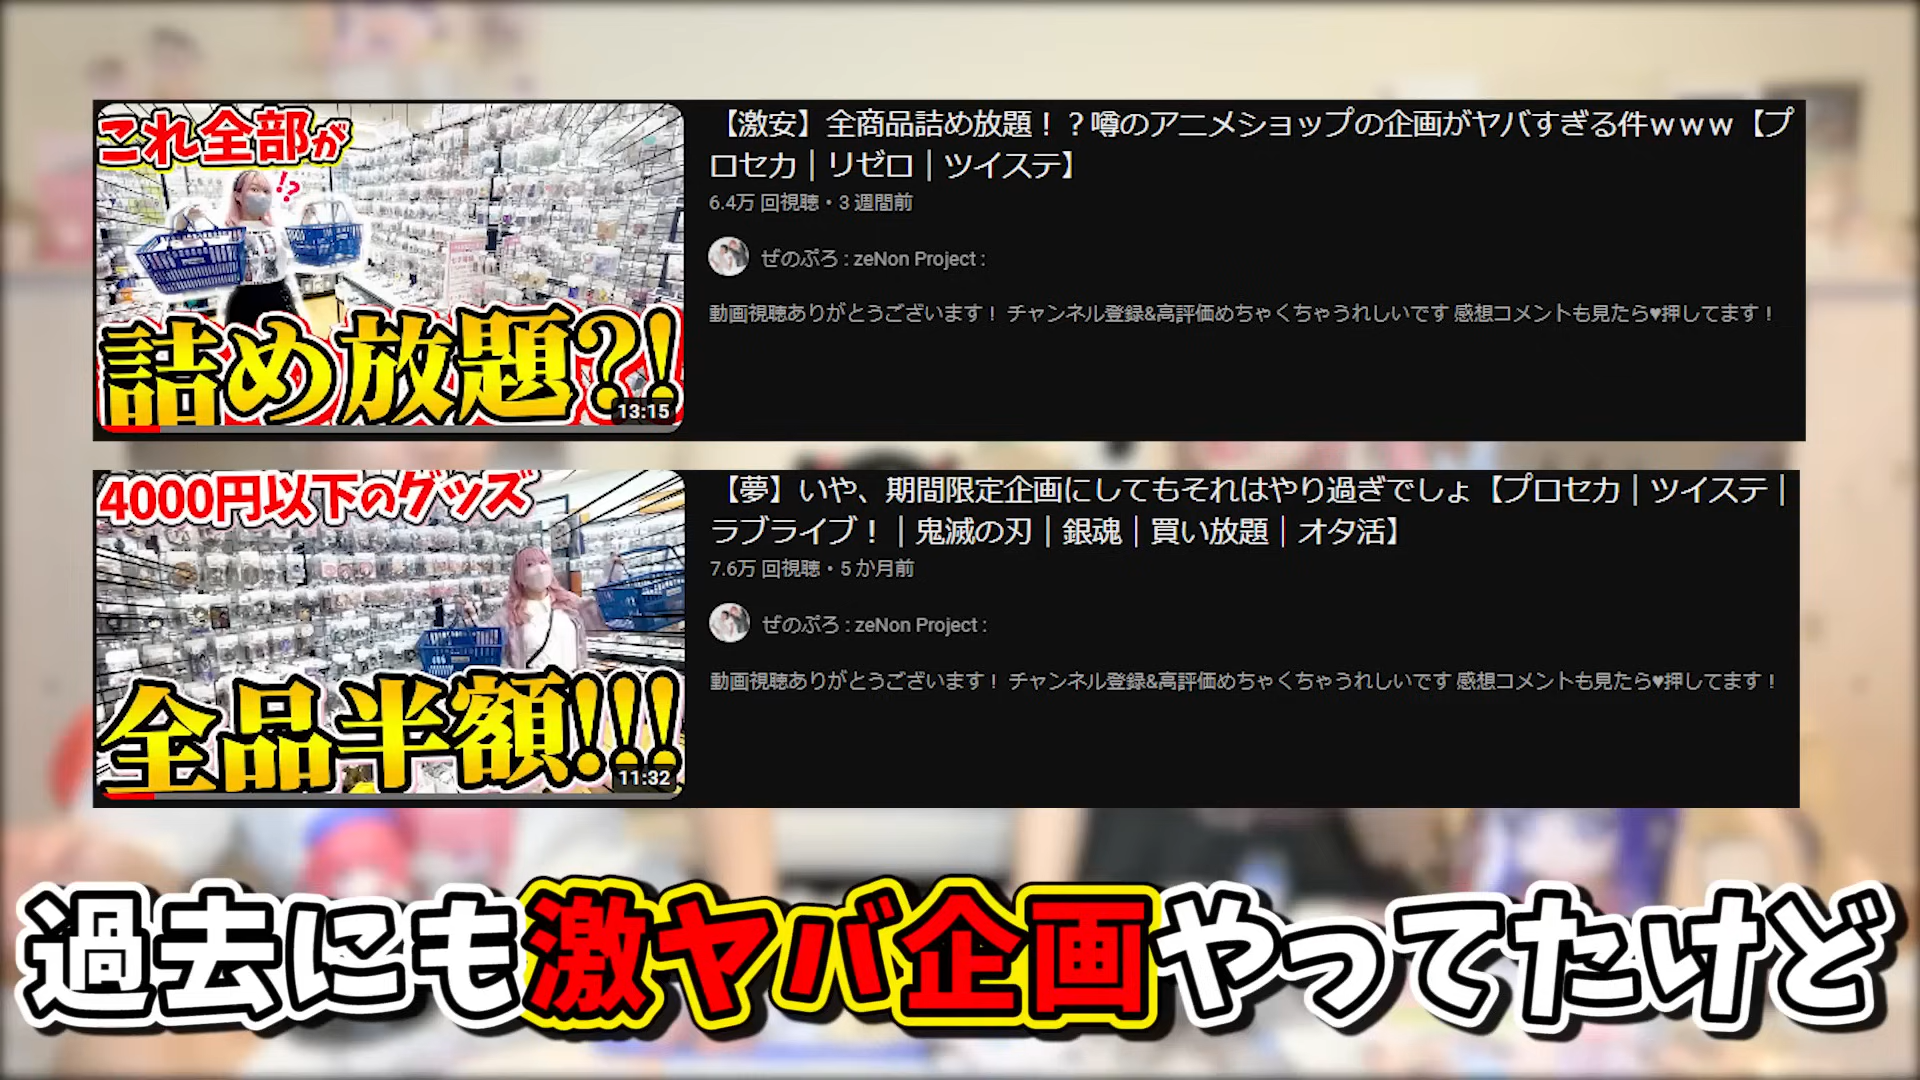 これ全部が
!?
詰め放題?!
13:15
【激安】全商品詰め放題！？噂のアニメショップの企画がヤバすぎる件ｗｗｗ【プ
ロセカ｜リゼロ｜ツイステ】
6.4万 回視聴・3 週間前
ぜのぷろ : zeNon Project :
動画視聴ありがとうございます！ チャンネル登録&高評価めちゃくちゃうれしいです 感想コメントも見たら♥押してます！
4000円以下のグッズ
全品半額!!!
11:32
【夢】いや、期間限定企画にしてもそれはやり過ぎでしょ【プロセカ｜ツイステ｜
ラブライブ！｜鬼滅の刃｜銀魂｜買い放題｜オタ活】
7.6万 回視聴・5 か月前
ぜのぷろ : zeNon Project :
動画視聴ありがとうございます！ チャンネル登録&高評価めちゃくちゃうれしいです 感想コメントも見たら♥押してます！
過去にも激ヤバ企画やってたけど